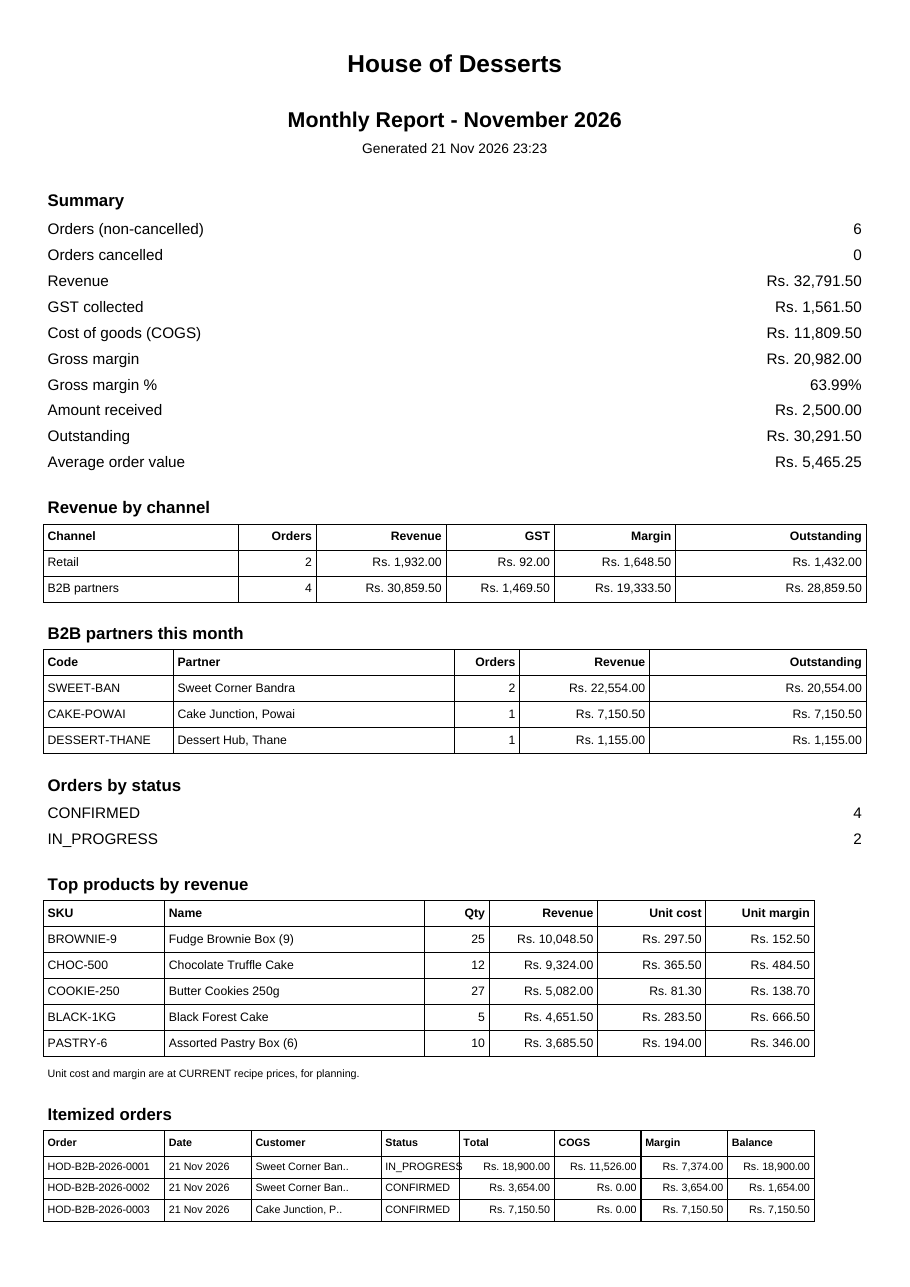 House of Desserts
Monthly Report - November 2026
Generated 21 Nov 2026 23:23
Summary
Orders (non-cancelled) 6
Orders cancelled 0
Revenue Rs. 32,791.50
GST collected Rs. 1,561.50
Cost of goods (COGS) Rs. 11,809.50
Gross margin Rs. 20,982.00
Gross margin % 63.99%
Amount received Rs. 2,500.00
Outstanding Rs. 30,291.50
Average order value Rs. 5,465.25
Revenue by channel
Channel Orders Revenue GST Margin Outstanding
Retail 2 Rs. 1,932.00 Rs. 92.00 Rs. 1,648.50 Rs. 1,432.00
B2B partners 4 Rs. 30,859.50 Rs. 1,469.50 Rs. 19,333.50 Rs. 28,859.50
B2B partners this month
Code Partner Orders Revenue Outstanding
SWEET-BAN Sweet Corner Bandra 2 Rs. 22,554.00 Rs. 20,554.00
CAKE-POWAI Cake Junction, Powai 1 Rs. 7,150.50 Rs. 7,150.50
DESSERT-THANE Dessert Hub, Thane 1 Rs. 1,155.00 Rs. 1,155.00
Orders by status
CONFIRMED 4
IN_PROGRESS 2
Top products by revenue
SKU Name Qty Revenue Unit cost Unit margin
BROWNIE-9 Fudge Brownie Box (9) 25 Rs. 10,048.50 Rs. 297.50 Rs. 152.50
CHOC-500 Chocolate Truffle Cake 12 Rs. 9,324.00 Rs. 365.50 Rs. 484.50
COOKIE-250 Butter Cookies 250g 27 Rs. 5,082.00 Rs. 81.30 Rs. 138.70
BLACK-1KG Black Forest Cake 5 Rs. 4,651.50 Rs. 283.50 Rs. 666.50
PASTRY-6 Assorted Pastry Box (6) 10 Rs. 3,685.50 Rs. 194.00 Rs. 346.00
Unit cost and margin are at CURRENT recipe prices, for planning.
Itemized orders
Order Date Customer Status Total COGS Margin Balance
HOD-B2B-2026-0001 21 Nov 2026 Sweet Corner Ban.. IN_PROGRESS Rs. 18,900.00 Rs. 11,526.00 Rs. 7,374.00 Rs. 18,900.00
HOD-B2B-2026-0002 21 Nov 2026 Sweet Corner Ban.. CONFIRMED Rs. 3,654.00 Rs. 0.00 Rs. 3,654.00 Rs. 1,654.00
HOD-B2B-2026-0003 21 Nov 2026 Cake Junction, P.. CONFIRMED Rs. 7,150.50 Rs. 0.00 Rs. 7,150.50 Rs. 7,150.50